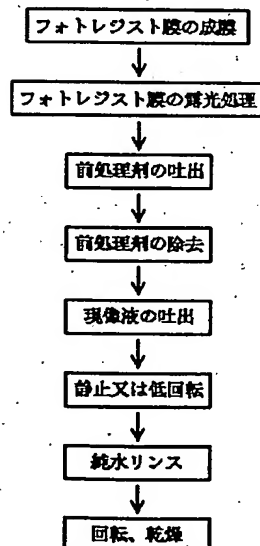 フォトレジスト膜の成膜
フォトレジスト膜の露光処理
前処理剤の吐出
前処理剤の除去
現像液の吐出
静止又は低回転
純水リンス
回転、乾燥